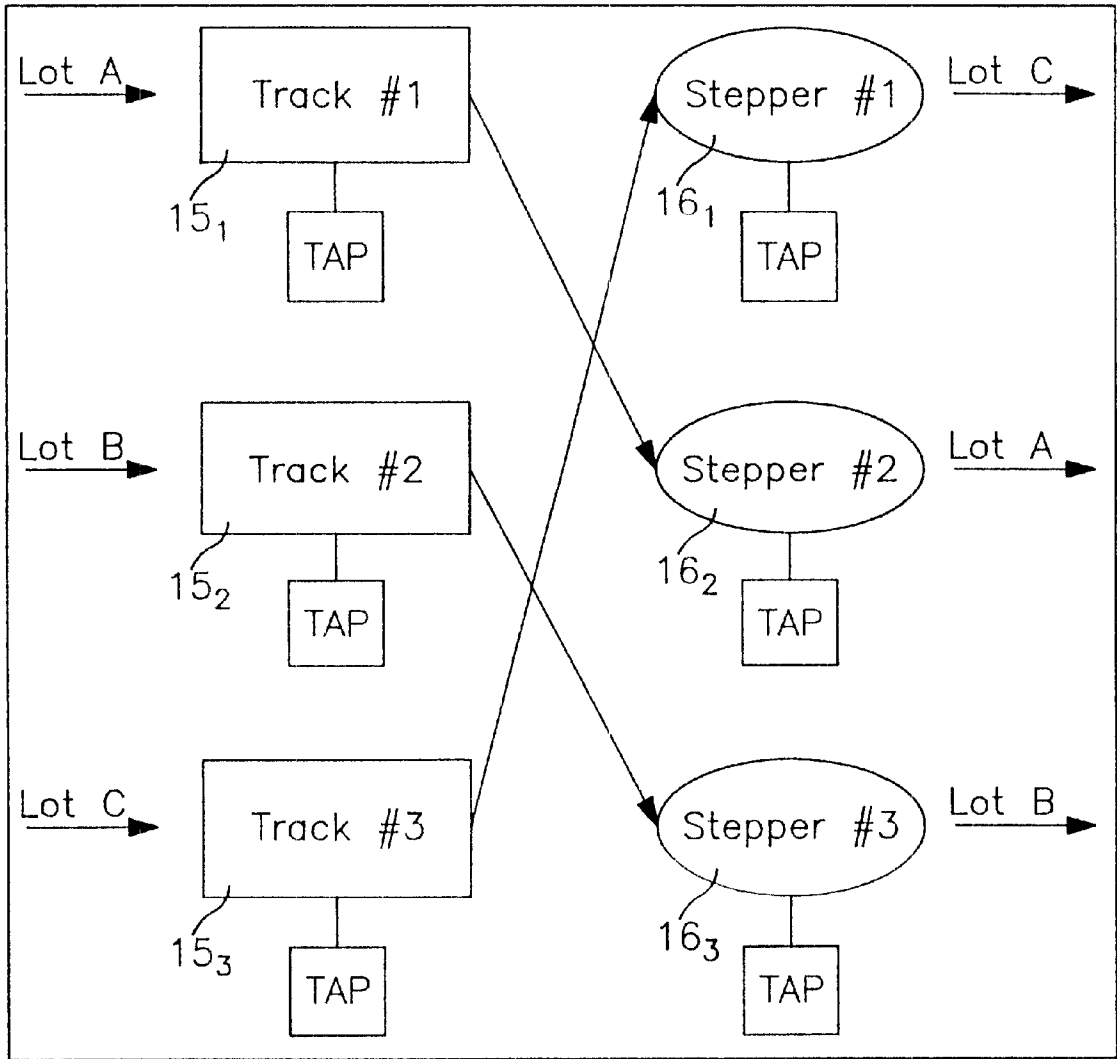 Lot A
Track #1
Stepper #1
Lot C
15₁
16₁
TAP
TAP
Lot B
Track #2
Stepper #2
Lot A
15₂
16₂
TAP
TAP
Lot C
Track #3
Stepper #3
Lot B
15₃
16₃
TAP
TAP